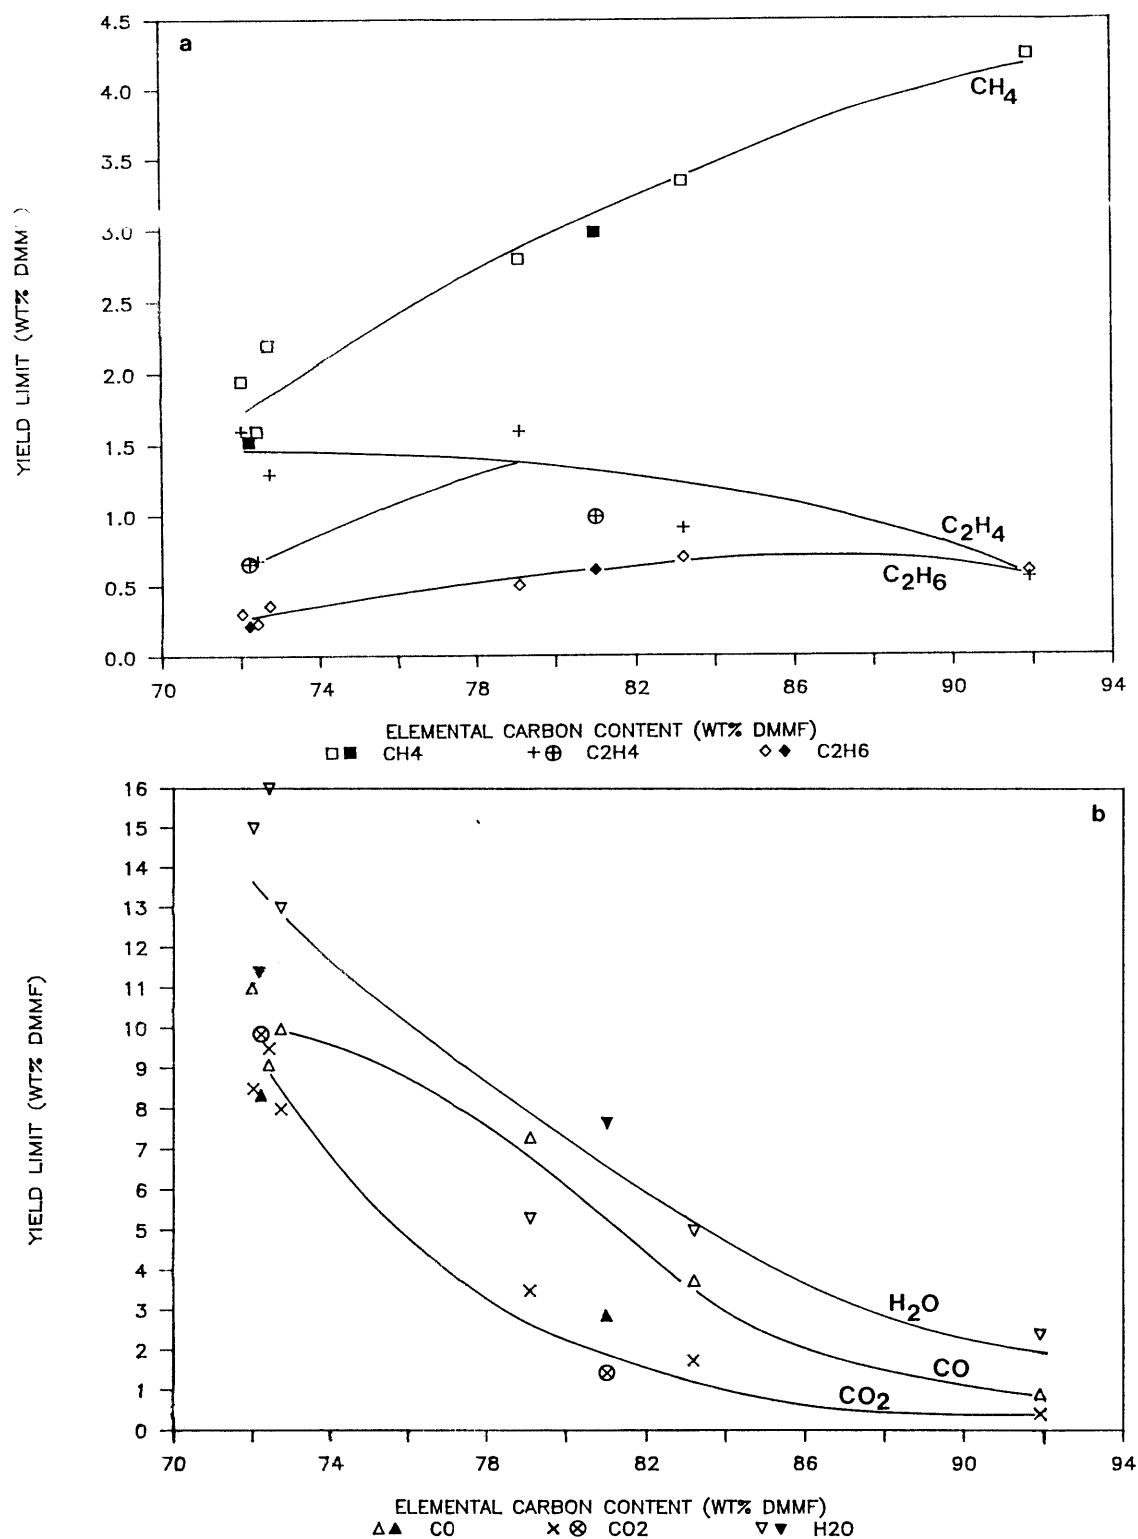 4.5
a
4.0
CH4
3.5
3.0
2.5
2.0
1.5
1.0
C2H4
C2H6
0.5
0.0
70 74 78 82 86 90 94
YIELD LIMIT (WT% DMM
ELEMENTAL CARBON CONTENT (WT% DMMF)
CH4 C2H4 C2H6
16
b
15
14
13
12
11
10
9
8
7
6
5
4
3
H2O
2
CO
CO2
1
0
70 74 78 82 86 90 94
YIELD LIMIT (WT% DMMF)
ELEMENTAL CARBON CONTENT (WT% DMMF)
CO CO2 H2O